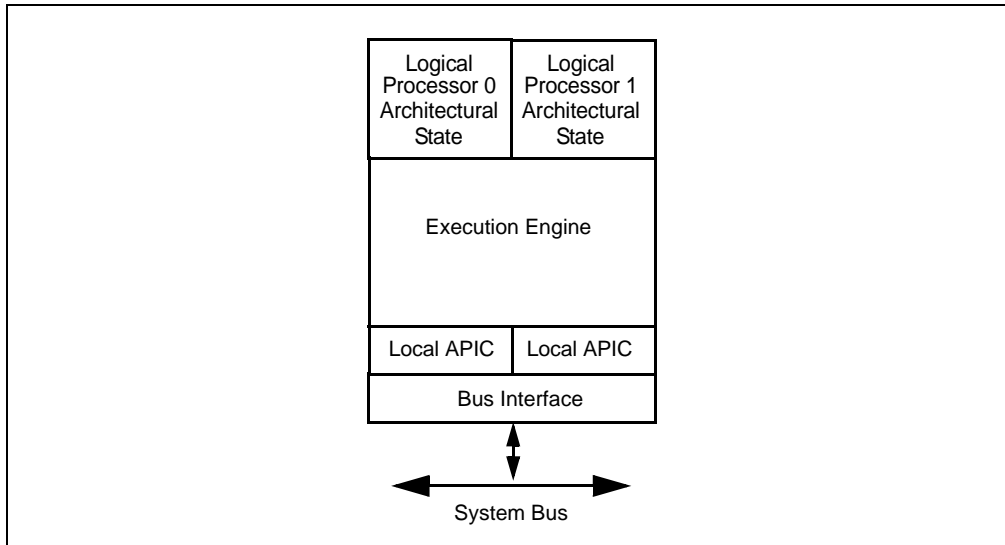 Logical
Processor 0
Architectural
State
Logical
Processor 1
Architectural
State
Execution Engine
Local APIC
Local APIC
Bus Interface
System Bus